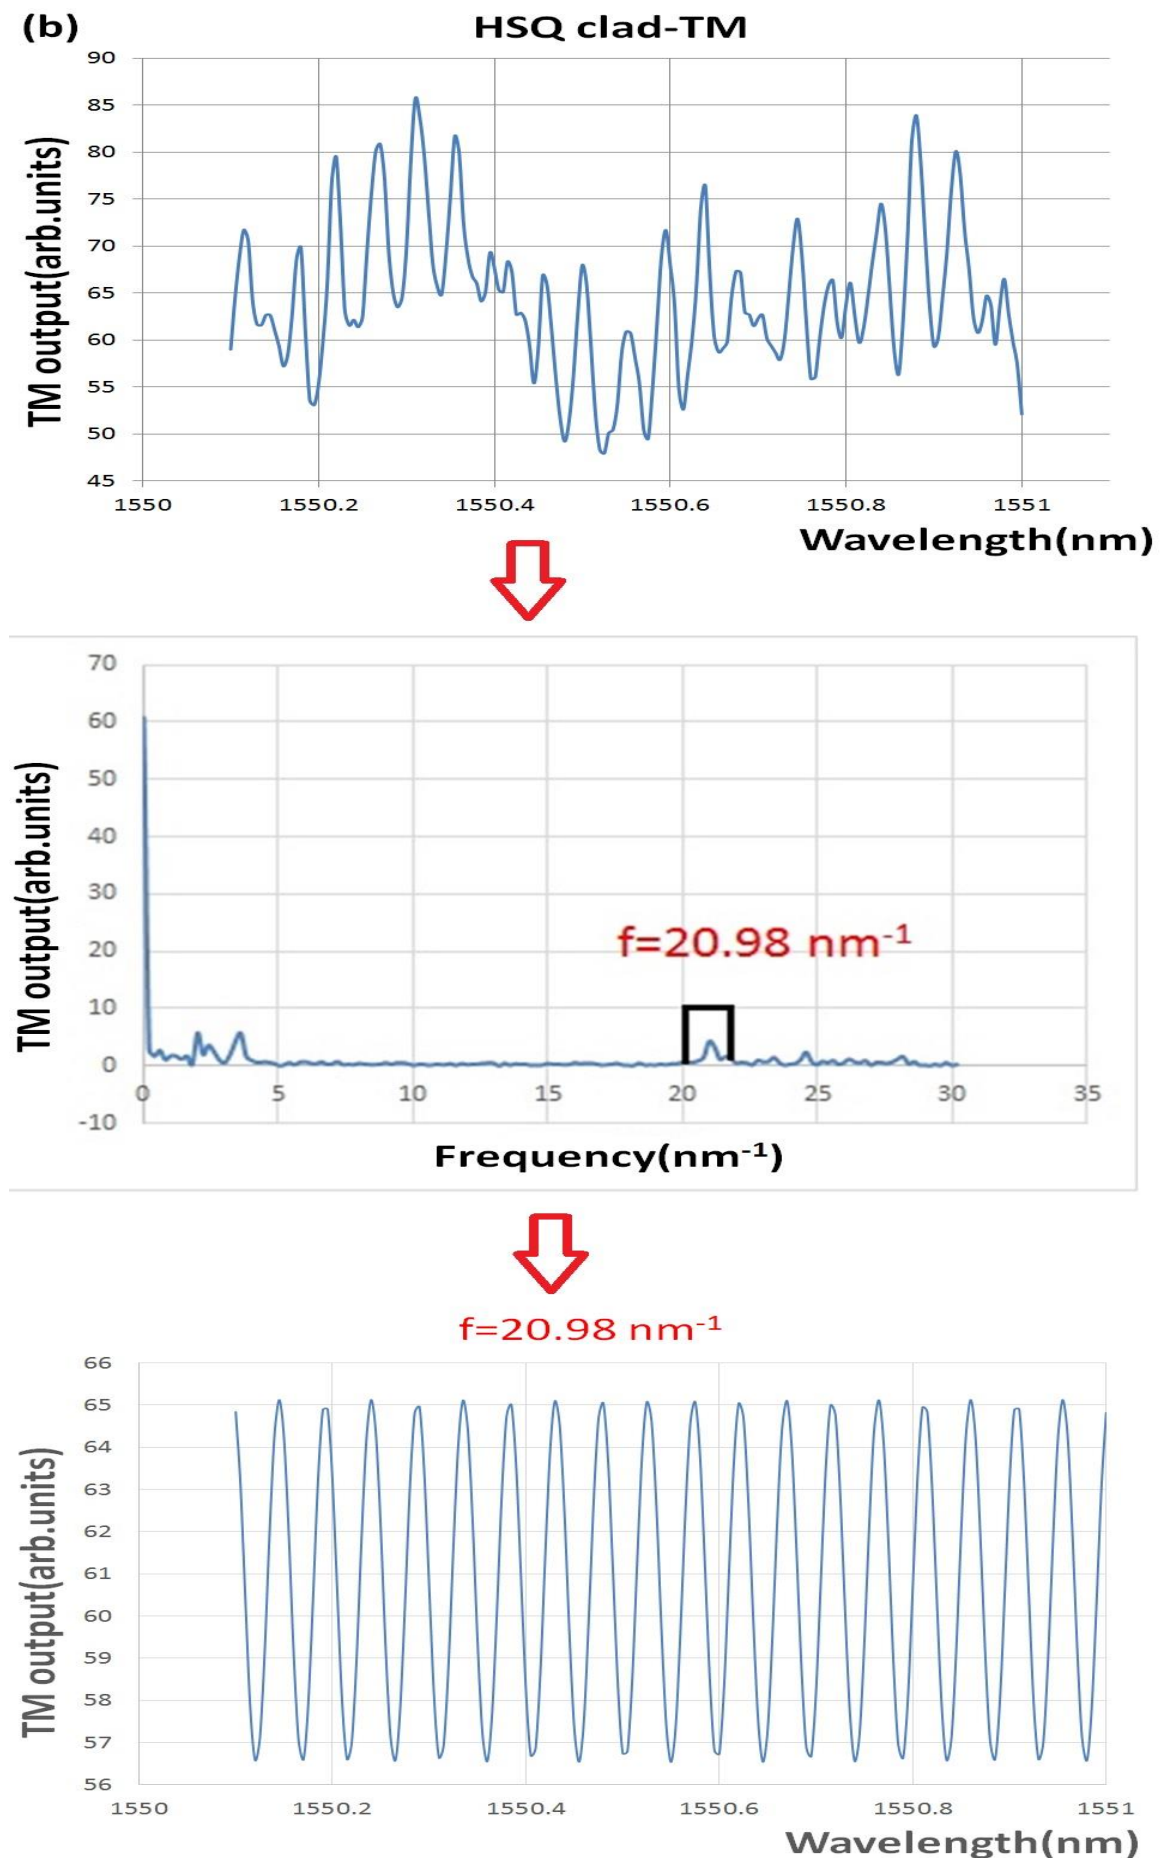 (b) HSQ clad-TM
TM output(arb.units)
90
85
80
75
70
65
60
55
50
45
1550 1550.2 1550.4 1550.6 1550.8 1551
Wavelength(nm)
TM output(arb.units)
70
60
50
40
30
20
10
0
-10
f=20.98 nm⁻¹
0 5 10 15 20 25 30 35
Frequency(nm⁻¹)
f=20.98 nm⁻¹
TM output(arb.units)
66
65
64
63
62
61
60
59
58
57
56
1550 1550.2 1550.4 1550.6 1550.8 1551
Wavelength(nm)